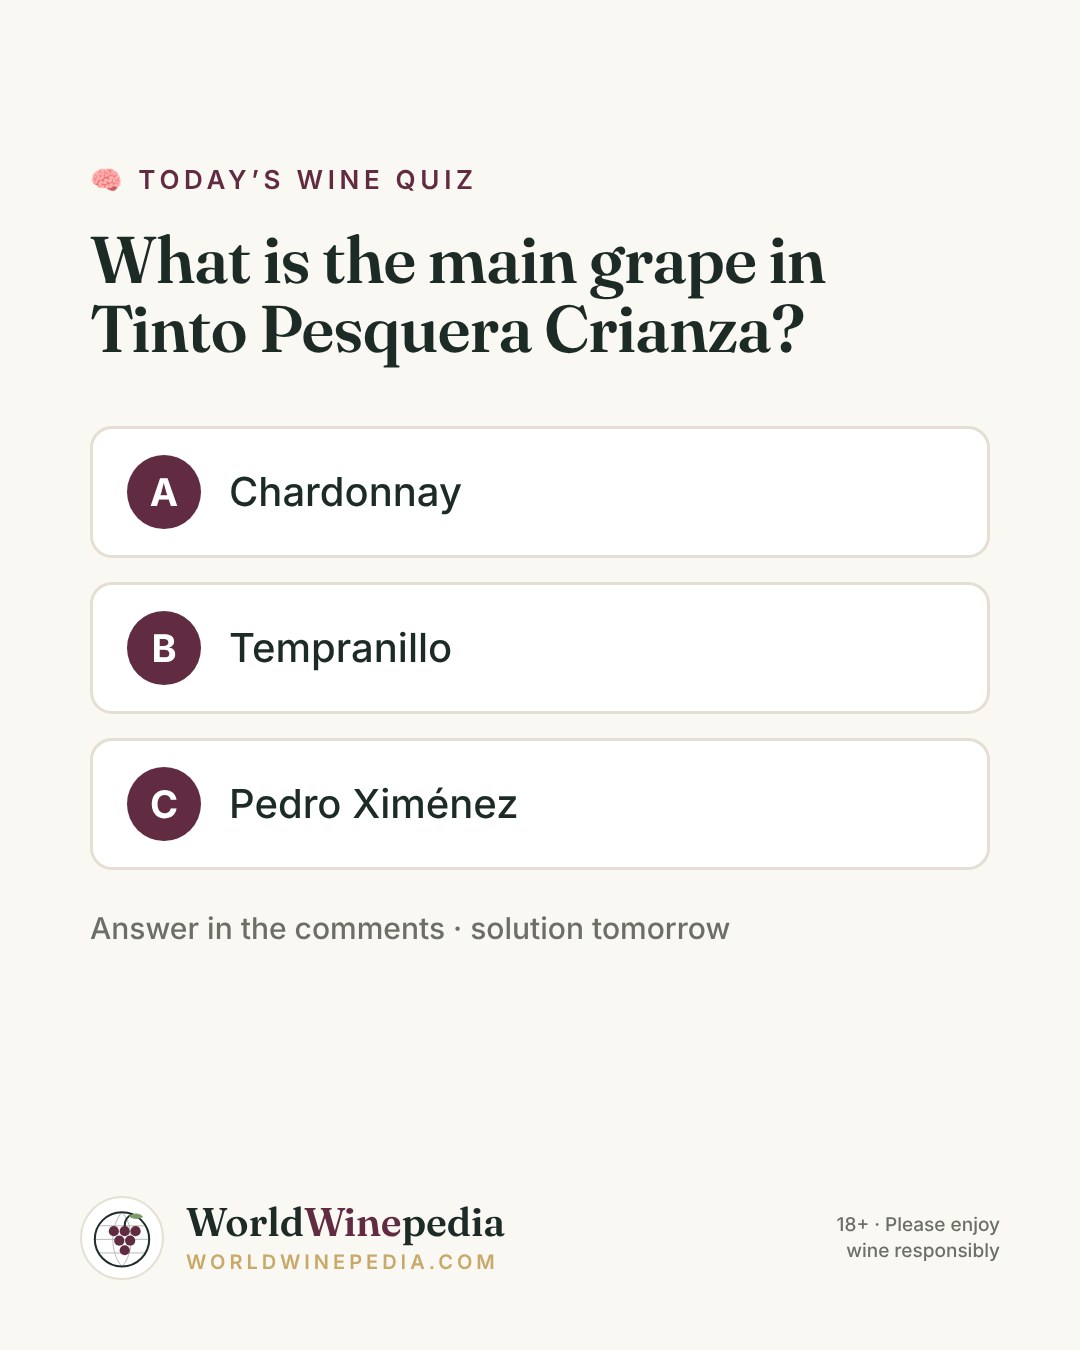 🧠 TODAY’S WINE QUIZ
What is the main grape in
Tinto Pesquera Crianza?
A Chardonnay
B Tempranillo
C Pedro Ximénez
Answer in the comments · solution tomorrow
WorldWinepedia
WORLDWINEPEDIA.COM
18+ · Please enjoy
wine responsibly